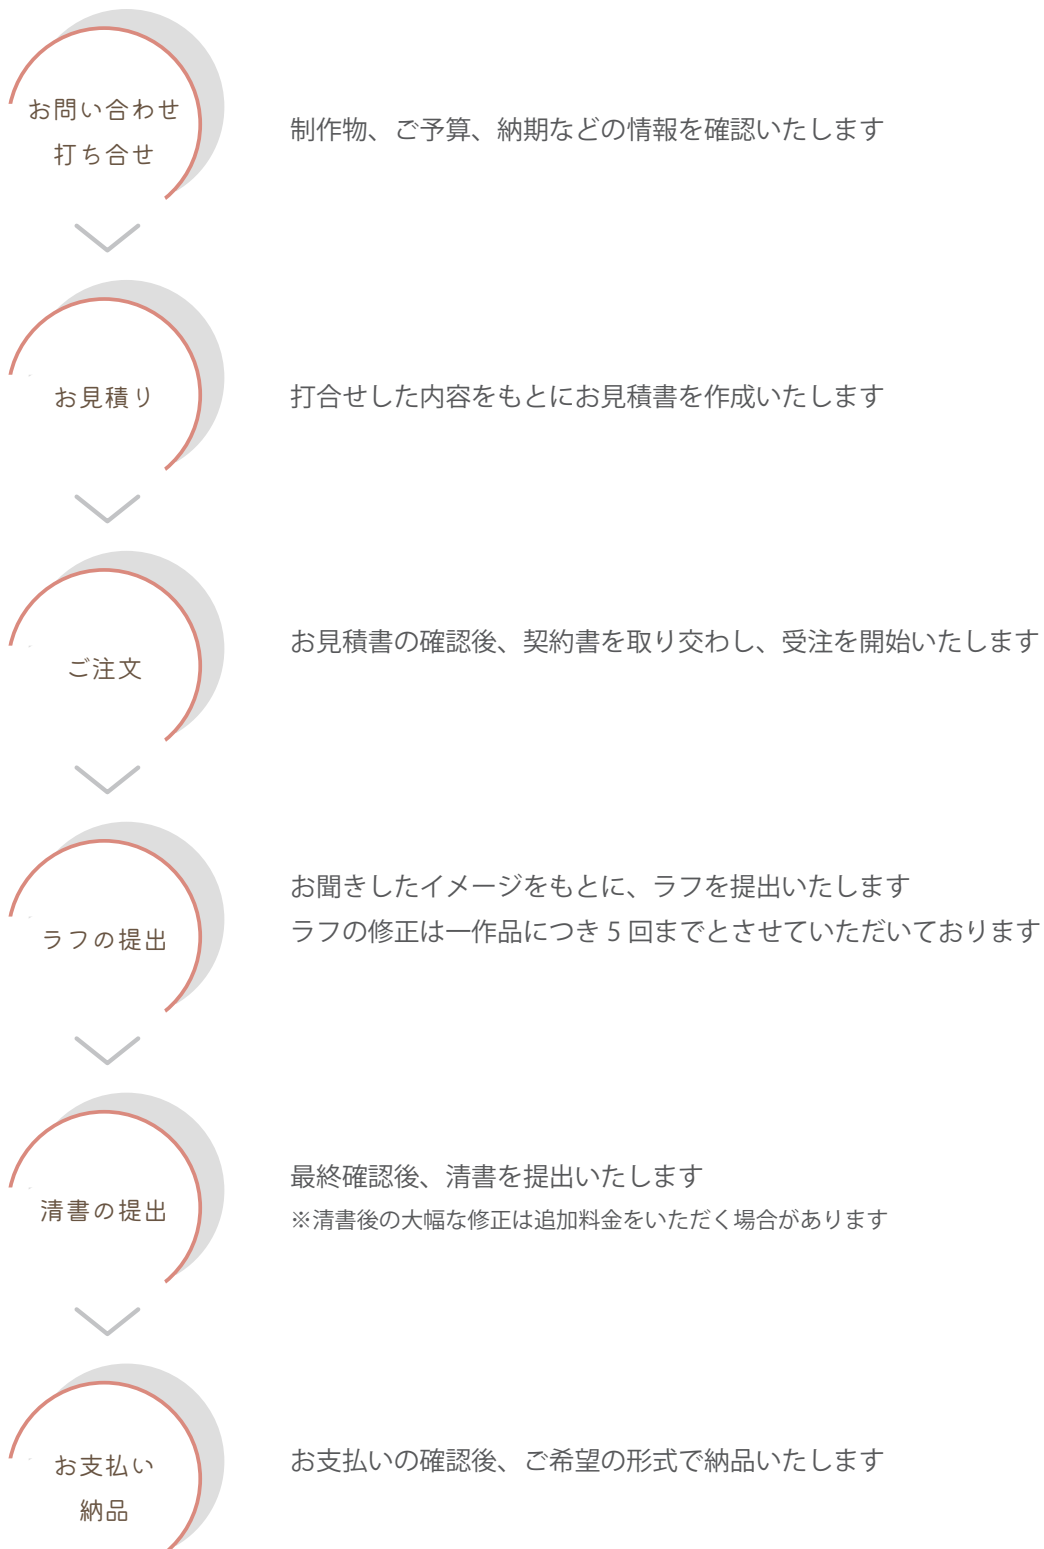 お問い合わせ
打ち合せ
制作物、ご予算、納期などの情報を確認いたします
お見積り
打合せした内容をもとにお見積書を作成いたします
ご注文
お見積書の確認後、契約書を取り交わし、受注を開始いたします
ラフの提出
お聞きしたイメージをもとに、ラフを提出いたします
ラフの修正は一作品につき 5 回までとさせていただいております
清書の提出
最終確認後、清書を提出いたします
※清書後の大幅な修正は追加料金をいただく場合があります
お支払い
納品
お支払いの確認後、ご希望の形式で納品いたします